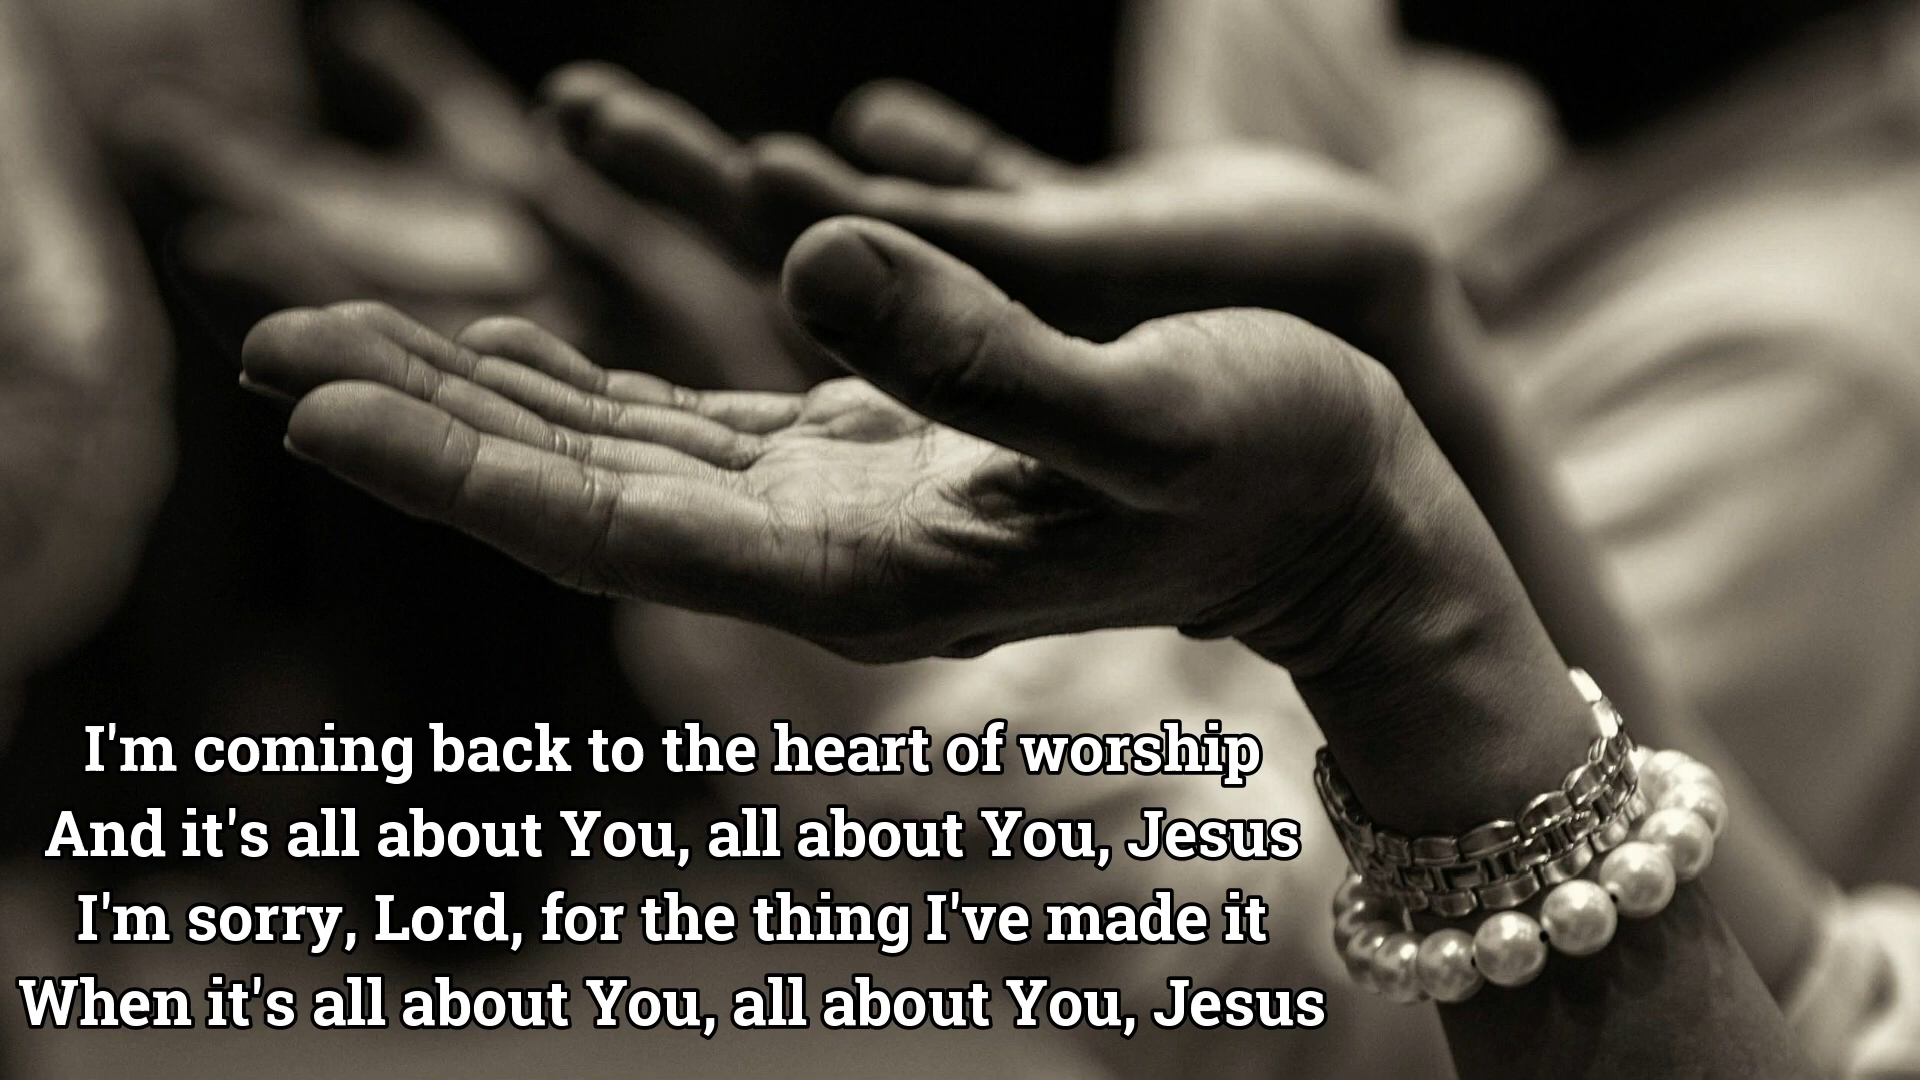 I'm coming back to the heart of worship
And it's all about You, all about You, Jesus
I'm sorry, Lord, for the thing I've made it
When it's all about You, all about You, Jesus